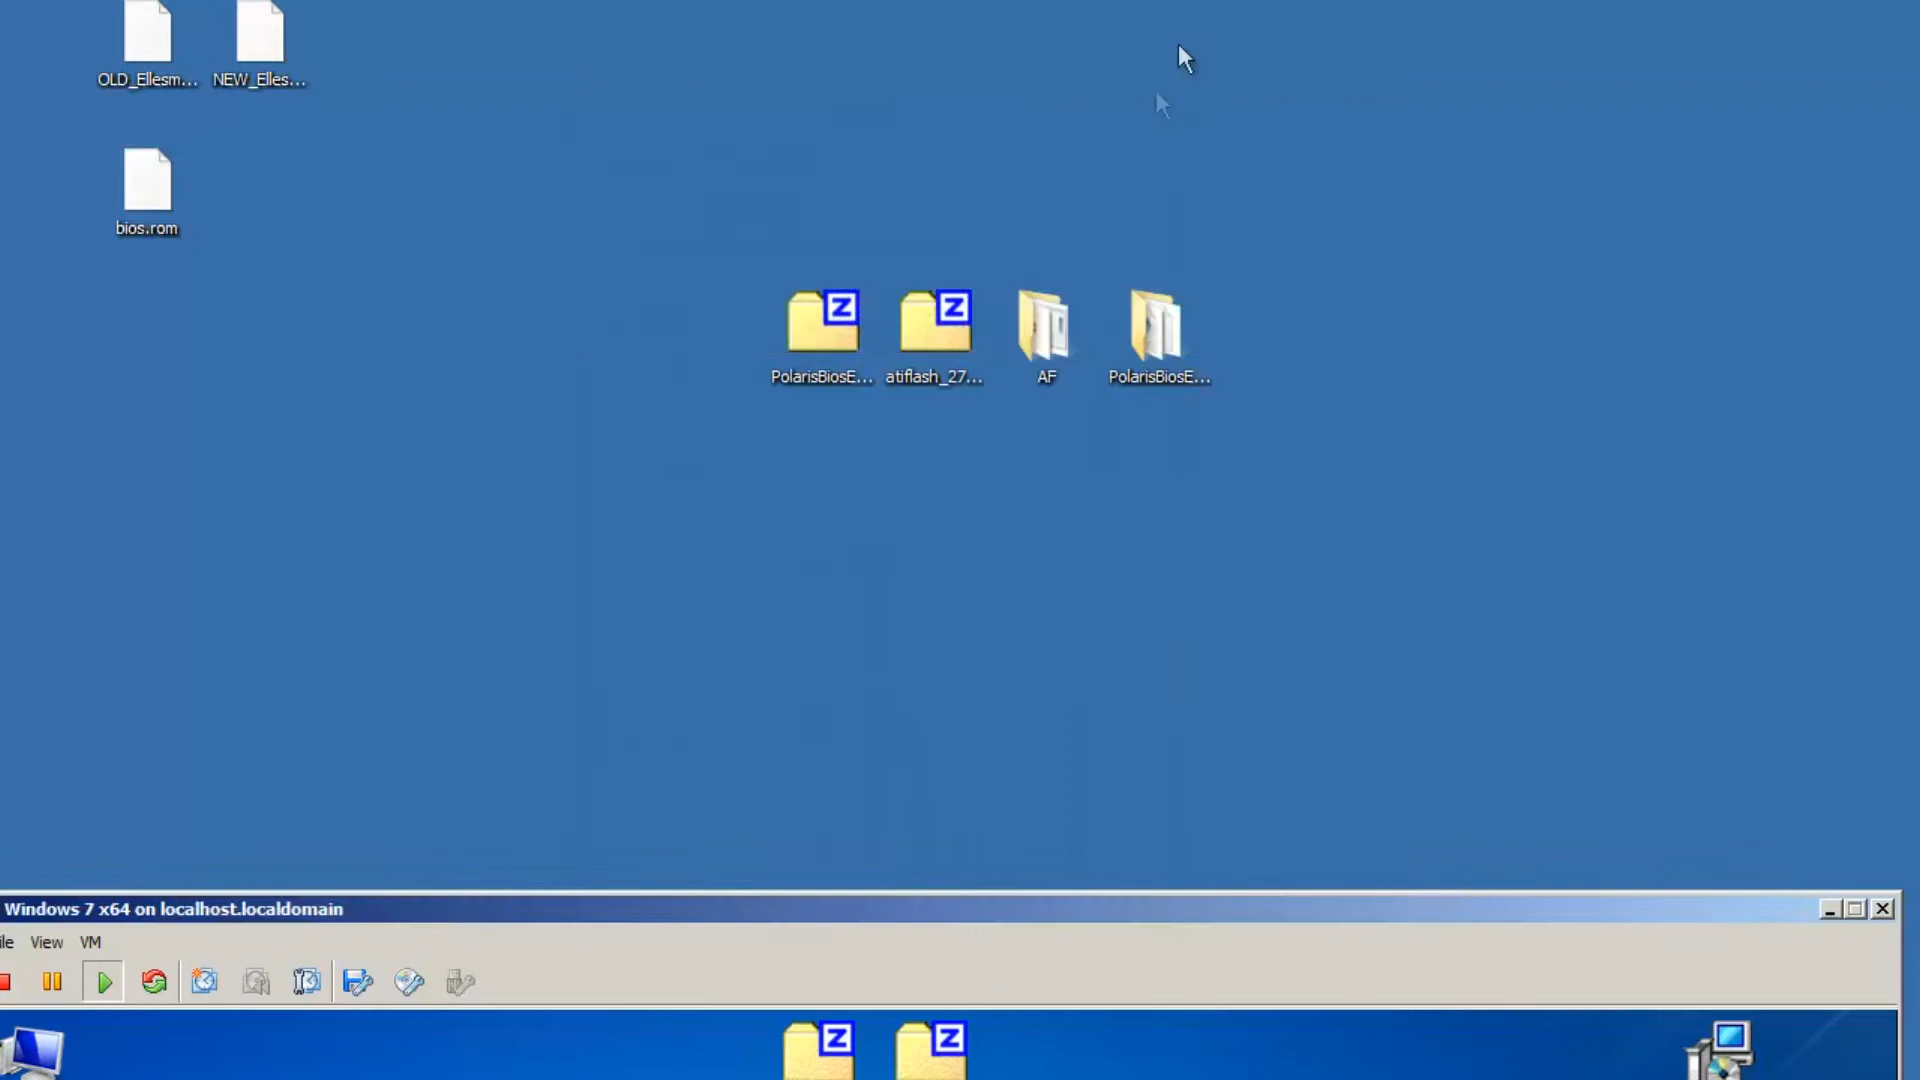 OLD_Ellesm... NEW_Elles...
bios.rom
Z Z
PolarisBiosE... atiflash_27... AF PolarisBiosE...
Windows 7 x64 on localhost.localdomain
ile View VM
Z Z